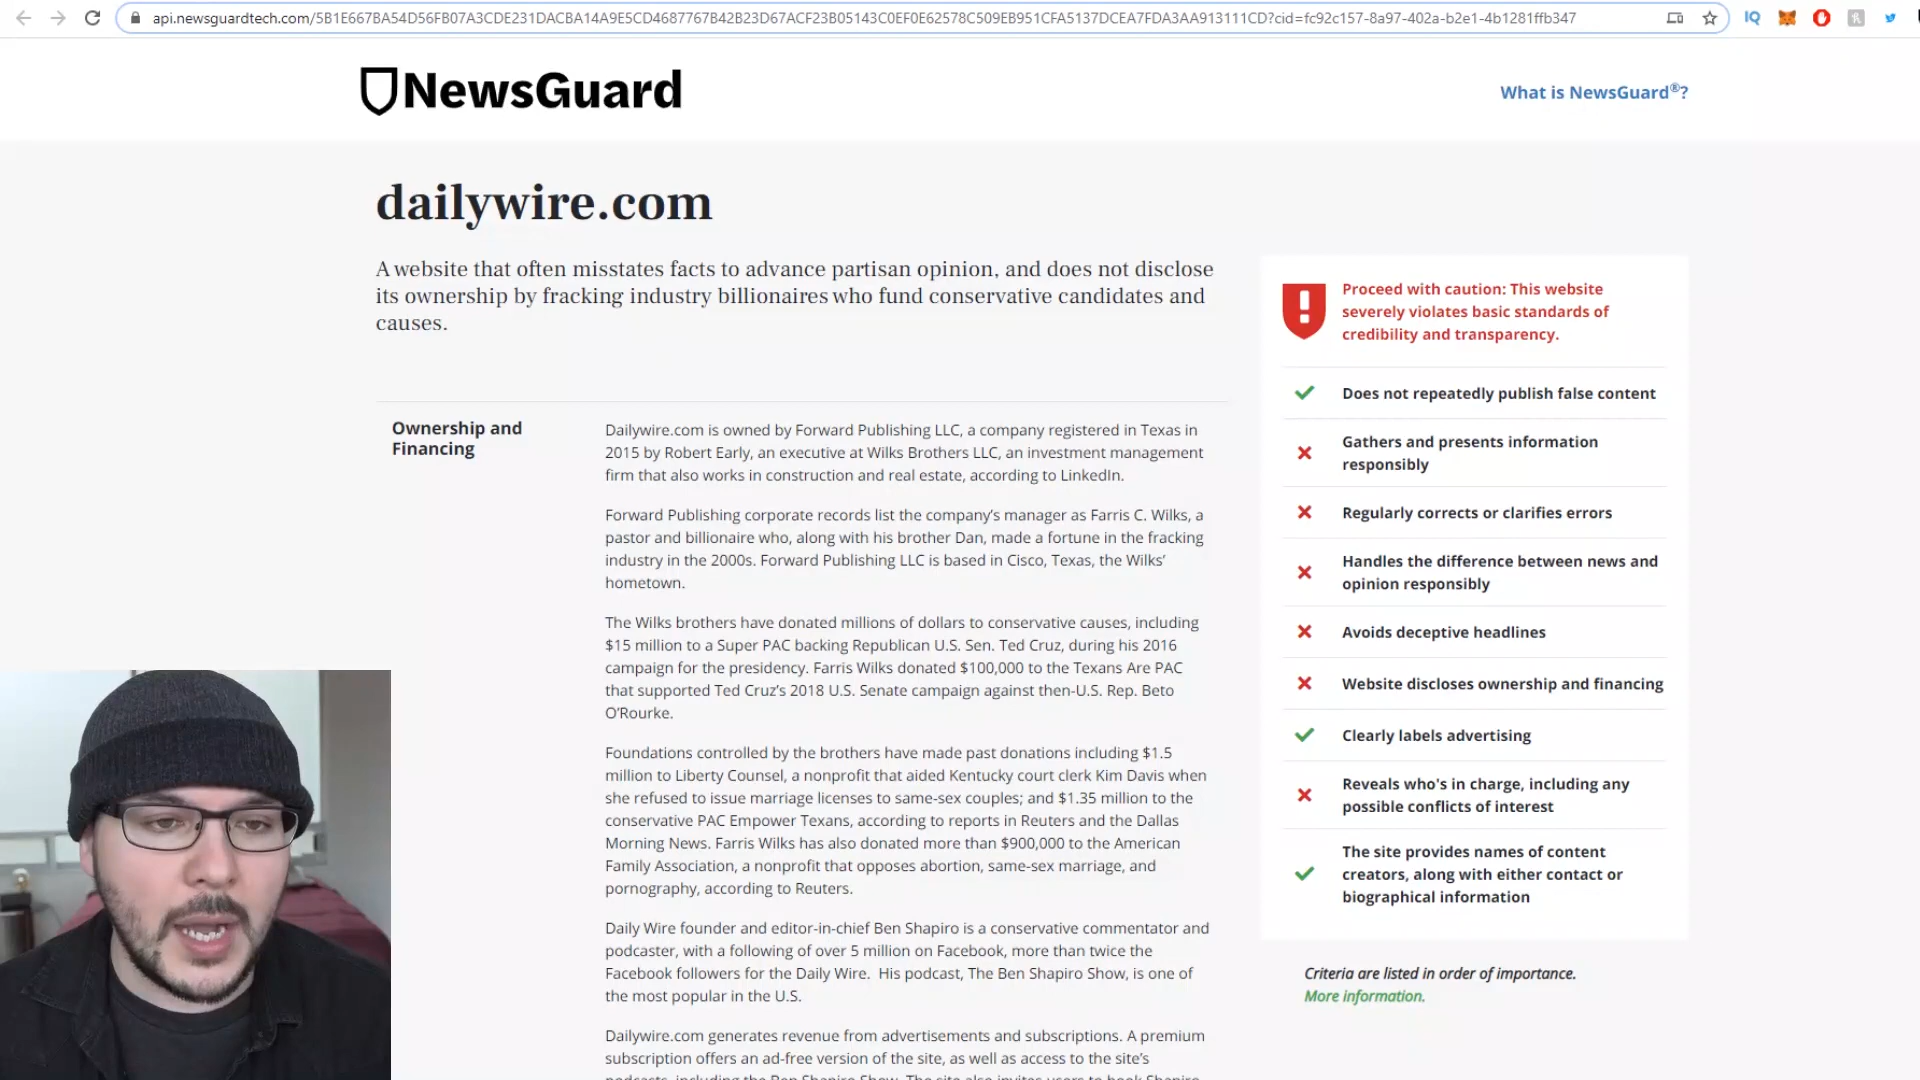 api.newsguardtech.com/5B1E667BA54D56FB07A3CDE231DACBA14A9E5CD4687767B42B23D67ACF23B05143C0EF0E62578C509EB951CFA5137DCEA7FDA3AA913111CD?cid=fc92c157-8a97-402a-b2e1-4b1281ffb347
NewsGuard
What is NewsGuard®?
dailywire.com
A website that often misstates facts to advance partisan opinion, and does not disclose
its ownership by fracking industry billionaires who fund conservative candidates and
causes.
Ownership and
Financing
Dailywire.com is owned by Forward Publishing LLC, a company registered in Texas in
2015 by Robert Early, an executive at Wilks Brothers LLC, an investment management
firm that also works in construction and real estate, according to LinkedIn.
Forward Publishing corporate records list the company's manager as Farris C. Wilks, a
pastor and billionaire who, along with his brother Dan, made a fortune in the fracking
industry in the 2000s. Forward Publishing LLC is based in Cisco, Texas, the Wilks'
hometown.
The Wilks brothers have donated millions of dollars to conservative causes, including
$15 million to a Super PAC backing Republican U.S. Sen. Ted Cruz, during his 2016
campaign for the presidency. Farris Wilks donated $100,000 to the Texans Are PAC
that supported Ted Cruz's 2018 U.S. Senate campaign against then-U.S. Rep. Beto
O'Rourke.
Foundations controlled by the brothers have made past donations including $1.5
million to Liberty Counsel, a nonprofit that aided Kentucky court clerk Kim Davis when
she refused to issue marriage licenses to same-sex couples; and $1.35 million to the
conservative PAC Empower Texans, according to reports in Reuters and the Dallas
Morning News. Farris Wilks has also donated more than $900,000 to the American
Family Association, a nonprofit that opposes abortion, same-sex marriage, and
pornography, according to Reuters.
Daily Wire founder and editor-in-chief Ben Shapiro is a conservative commentator and
podcaster, with a following of over 5 million on Facebook, more than twice the
Facebook followers for the Daily Wire. His podcast, The Ben Shapiro Show, is one of
the most popular in the U.S.
Dailywire.com generates revenue from advertisements and subscriptions. A premium
subscription offers an ad-free version of the site, as well as access to the site's
podcasts, including the Ben Shapiro Show. The site also invites users to book Shapiro
Proceed with caution: This website
severely violates basic standards of
credibility and transparency.
Does not repeatedly publish false content
Gathers and presents information
responsibly
Regularly corrects or clarifies errors
Handles the difference between news and
opinion responsibly
Avoids deceptive headlines
Website discloses ownership and financing
Clearly labels advertising
Reveals who's in charge, including any
possible conflicts of interest
The site provides names of content
creators, along with either contact or
biographical information
Criteria are listed in order of importance.
More information.